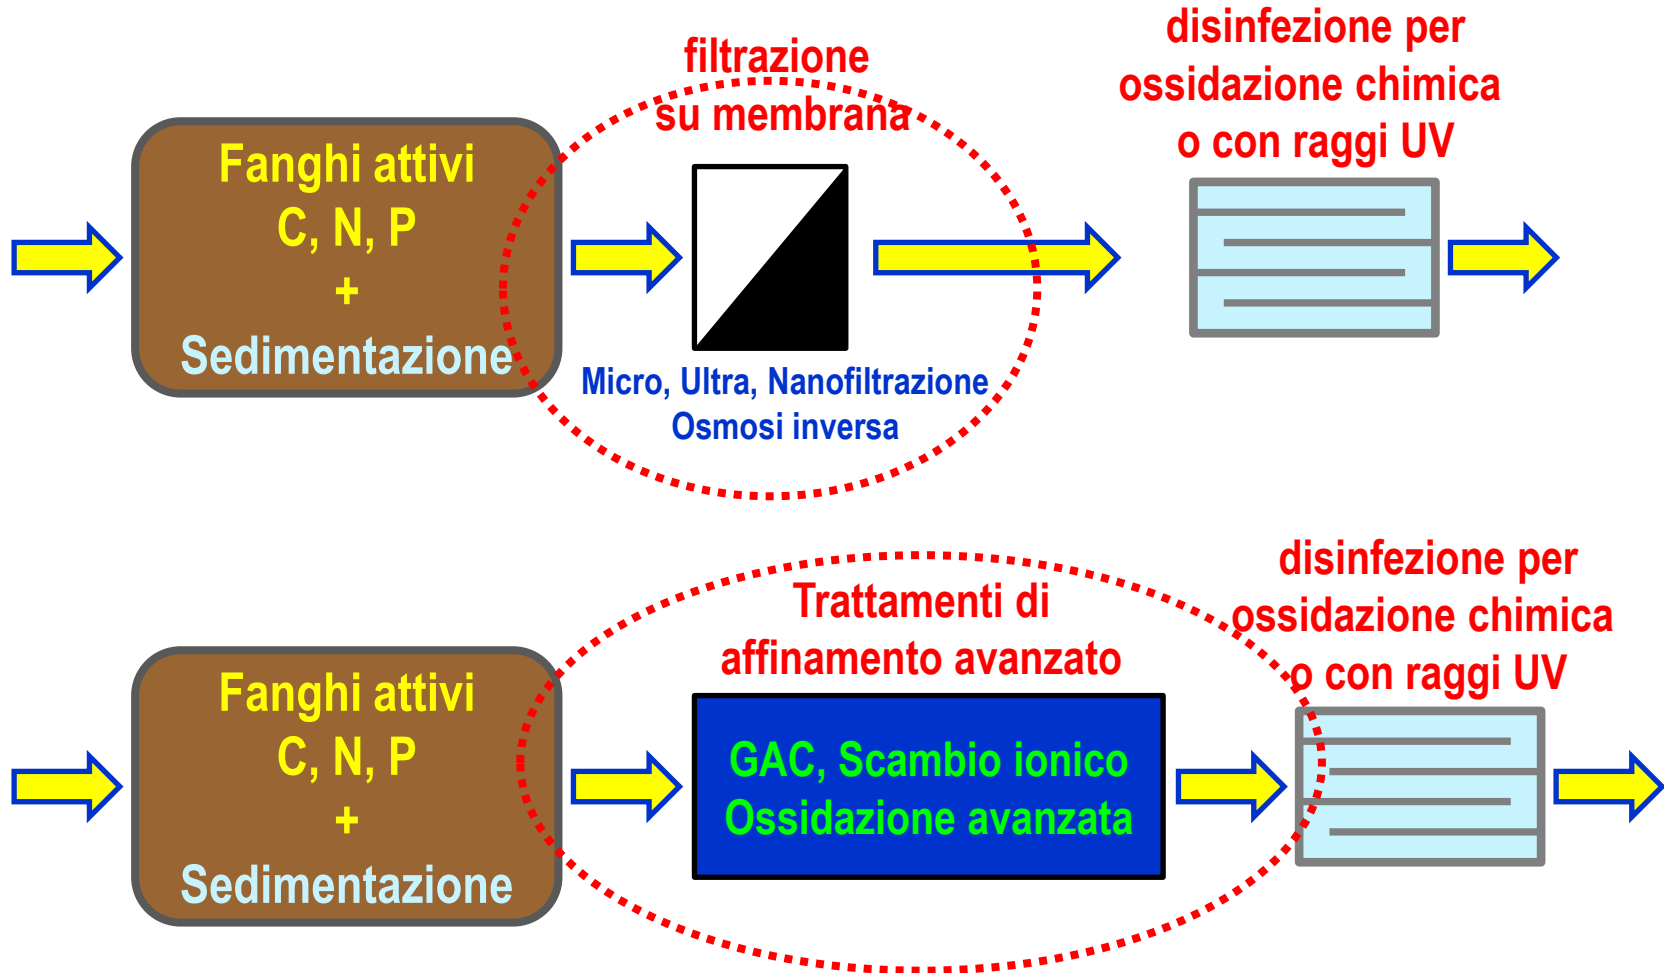 filtrazione
su membrana
disinfezione per
ossidazione chimica
o con raggi UV
Fanghi attivi
C, N, P
+
Sedimentazione
Micro, Ultra, Nanofiltrazione
Osmosi inversa
Trattamenti di
affinamento avanzato
disinfezione per
ossidazione chimica
o con raggi UV
Fanghi attivi
C, N, P
+
Sedimentazione
GAC, Scambio ionico
Ossidazione avanzata